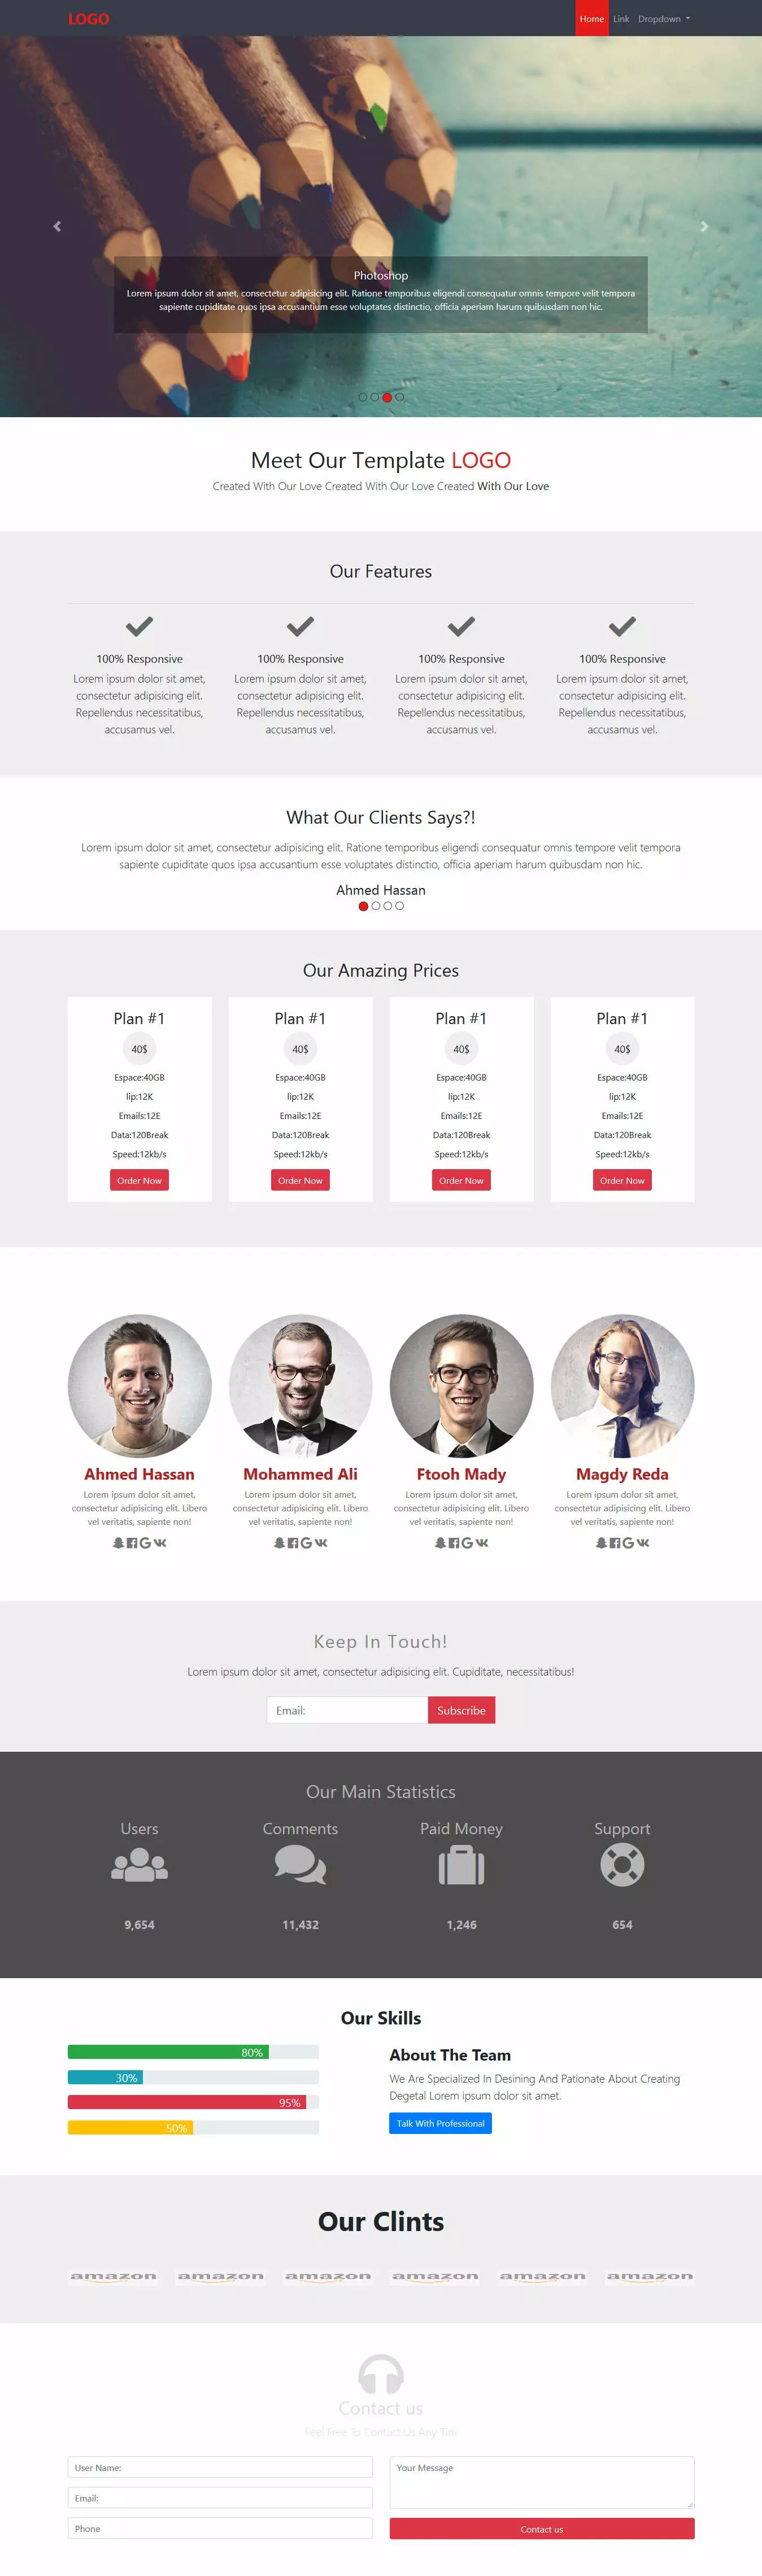 LOGO
Home Link Dropdown
Photoshop
Lorem ipsum dolor sit amet, consectetur adipisicing elit. Ratione temporibus eligendi consequatur omnis tempore velit tempora
sapiente cupiditate quos ipsa accusantium esse voluptates distinctio, officia aperiam harum quibusdam non hic.
Meet Our Template LOGO
Created With Our Love Created With Our Love Created With Our Love
Our Features
100% Responsive
Lorem ipsum dolor sit amet,
consectetur adipisicing elit.
Repellendus necessitatibus,
accusamus vel.
100% Responsive
Lorem ipsum dolor sit amet,
consectetur adipisicing elit.
Repellendus necessitatibus,
accusamus vel.
100% Responsive
Lorem ipsum dolor sit amet,
consectetur adipisicing elit.
Repellendus necessitatibus,
accusamus vel.
100% Responsive
Lorem ipsum dolor sit amet,
consectetur adipisicing elit.
Repellendus necessitatibus,
accusamus vel.
What Our Clients Says?!
Lorem ipsum dolor sit amet, consectetur adipisicing elit. Ratione temporibus eligendi consequatur omnis tempore velit tempora
sapiente cupiditate quos ipsa accusantium esse voluptates distinctio, officia aperiam harum quibusdam non hic.
Ahmed Hassan
Our Amazing Prices
Plan #1
40$
Espace:40GB
lip:12K
Emails:12E
Data:120Break
Speed:12kb/s
Order Now
Plan #1
40$
Espace:40GB
lip:12K
Emails:12E
Data:120Break
Speed:12kb/s
Order Now
Plan #1
40$
Espace:40GB
lip:12K
Emails:12E
Data:120Break
Speed:12kb/s
Order Now
Plan #1
40$
Espace:40GB
lip:12K
Emails:12E
Data:120Break
Speed:12kb/s
Order Now
Ahmed Hassan
Lorem ipsum dolor sit amet,
consectetur adipisicing elit. Libero
vel veritatis, sapiente non!
Mohammed Ali
Lorem ipsum dolor sit amet,
consectetur adipisicing elit. Libero
vel veritatis, sapiente non!
Ftooh Mady
Lorem ipsum dolor sit amet,
consectetur adipisicing elit. Libero
vel veritatis, sapiente non!
Magdy Reda
Lorem ipsum dolor sit amet,
consectetur adipisicing elit. Libero
vel veritatis, sapiente non!
Keep In Touch!
Lorem ipsum dolor sit amet, consectetur adipisicing elit. Cupiditate, necessitatibus!
Email: Subscribe
Our Main Statistics
Users
9,654
Comments
11,432
Paid Money
1,246
Support
654
Our Skills
80%
30%
95%
50%
About The Team
We Are Specialized In Desining And Pationate About Creating
Degetal Lorem ipsum dolor sit amet.
Talk With Professional
Our Clints
amazon amazon amazon amazon amazon amazon
Contact us
Feel Free To Contact Us Any Tim
User Name:
Email:
Phone
Your Message
Contact us